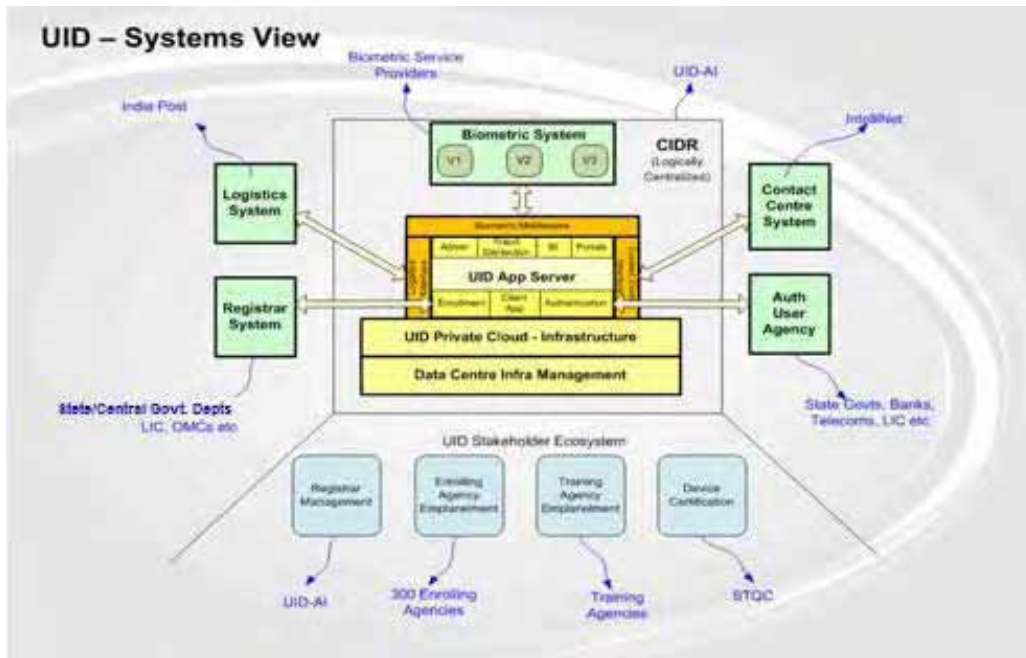 UID – Systems View
Biometric Service
Providers
UID-AI
India Post
IntelliNet
Biometric System
V1 V2 V3
CIDR
(Logically
Centralized)
Logistics
System
Contact
Centre
System
Biometric Middleware
Admin
Fraud
Detection
BI
Portals
UID App Server
Enrollment
Client
App
Authentication
Registrar
System
Auth
User
Agency
UID Private Cloud - Infrastructure
Data Centre Infra Management
State/Central Govt. Depts
LIC, OMCs etc
State Govts, Banks,
Telecoms, LIC etc
UID Stakeholder Ecosystem
Registrar
Management
Enrolling
Agency
Empanelment
Training
Agency
Empanelment
Device
Certification
UID-AI
300 Enrolling
Agencies
Training
Agencies
STQC